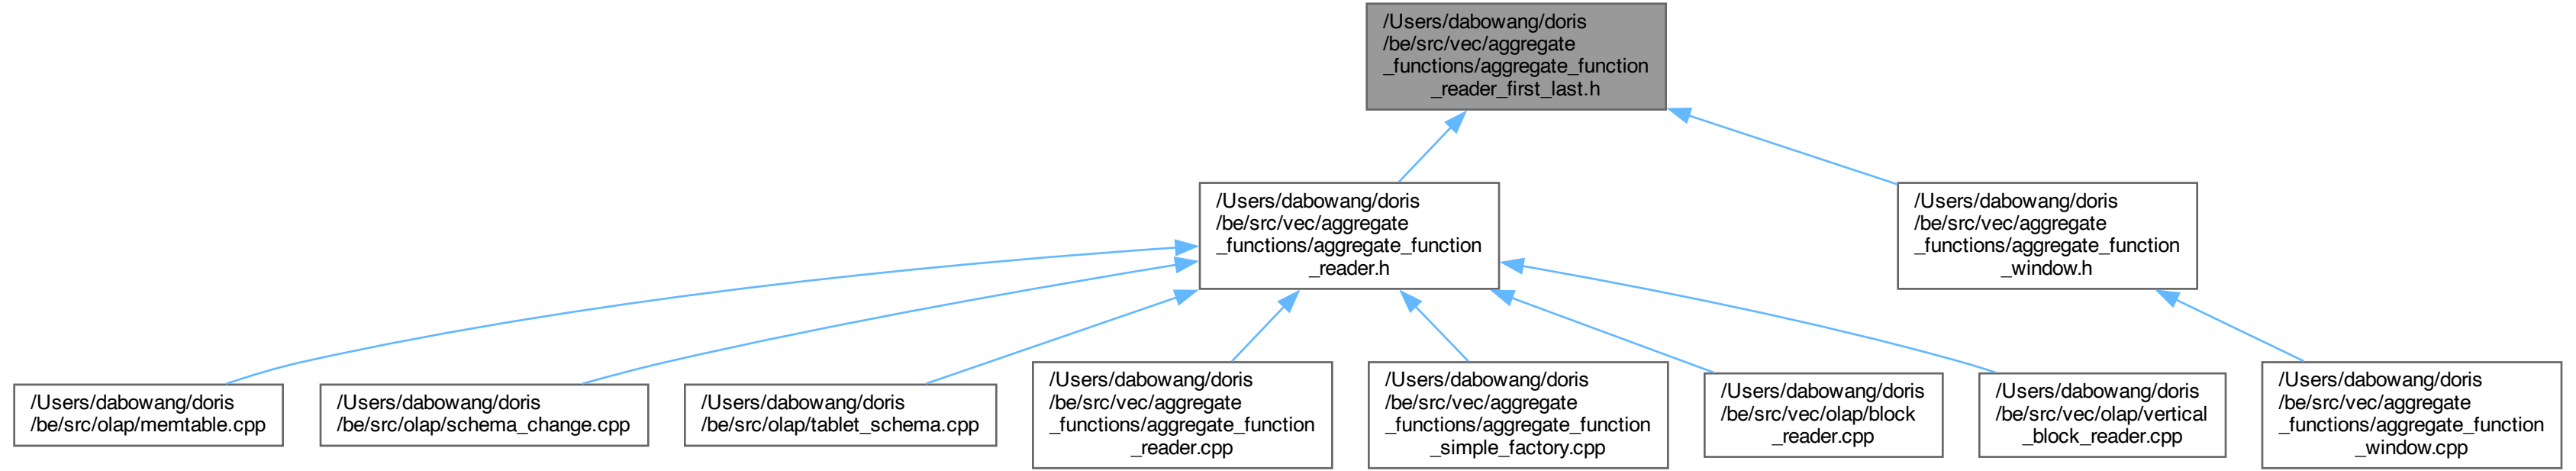 /Users/dabowang/doris
/be/src/vec/aggregate
_functions/aggregate_function
_reader_first_last.h
/Users/dabowang/doris
/be/src/vec/aggregate
_functions/aggregate_function
_reader.h
/Users/dabowang/doris
/be/src/vec/aggregate
_functions/aggregate_function
_window.h
/Users/dabowang/doris
/be/src/olap/memtable.cpp
/Users/dabowang/doris
/be/src/olap/schema_change.cpp
/Users/dabowang/doris
/be/src/olap/tablet_schema.cpp
/Users/dabowang/doris
/be/src/vec/aggregate
_functions/aggregate_function
_reader.cpp
/Users/dabowang/doris
/be/src/vec/aggregate
_functions/aggregate_function
_simple_factory.cpp
/Users/dabowang/doris
/be/src/vec/olap/block
_reader.cpp
/Users/dabowang/doris
/be/src/vec/olap/vertical
_block_reader.cpp
/Users/dabowang/doris
/be/src/vec/aggregate
_functions/aggregate_function
_window.cpp